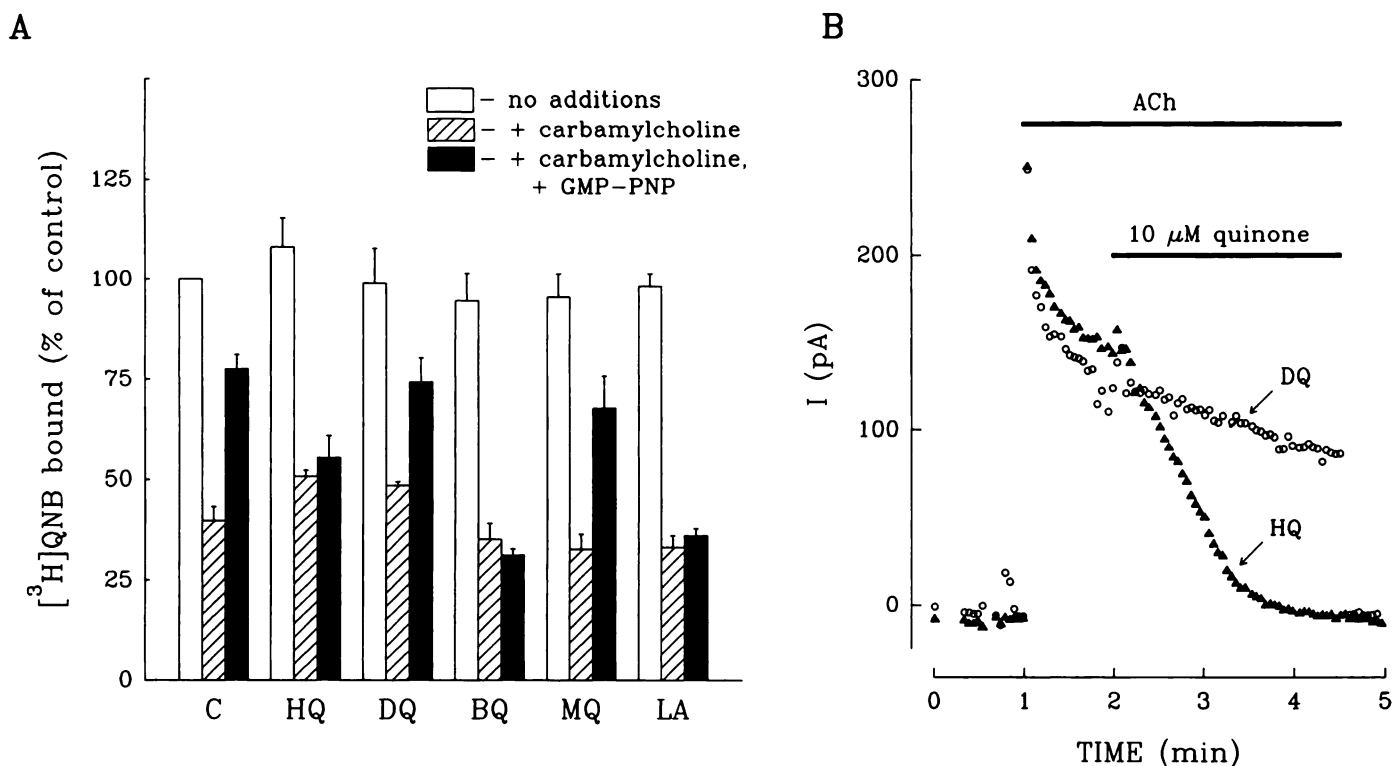 A
[³H]QNB bound (% of control)
125
100
75
50
25
0
– no additions
– + carbamylcholine
– + carbamylcholine,
+ GMP–PNP
C HQ DQ BQ MQ LA
B
I (pA)
300
200
100
0
ACh
10 µM quinone
DQ
HQ
0 1 2 3 4 5
TIME (min)